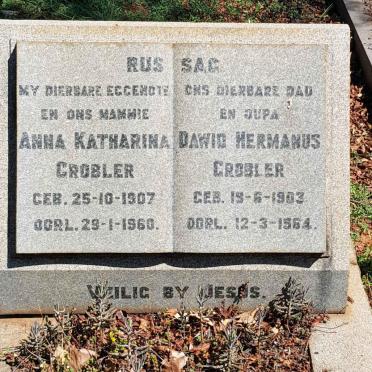 RUS SAG
MY DIERBARE EGGENOTE
EN ONS MAMMIE
ANNA KATHARINA
GROBLER
GEB. 25-10-1907
OORL. 29-1-1960.
ONS DIERBARE DAD
EN OUPA
DAWID HERMANUS
GROBLER
GEB. 19-6-1903
OORL. 12-3-1964.
VEILIG BY JESUS.